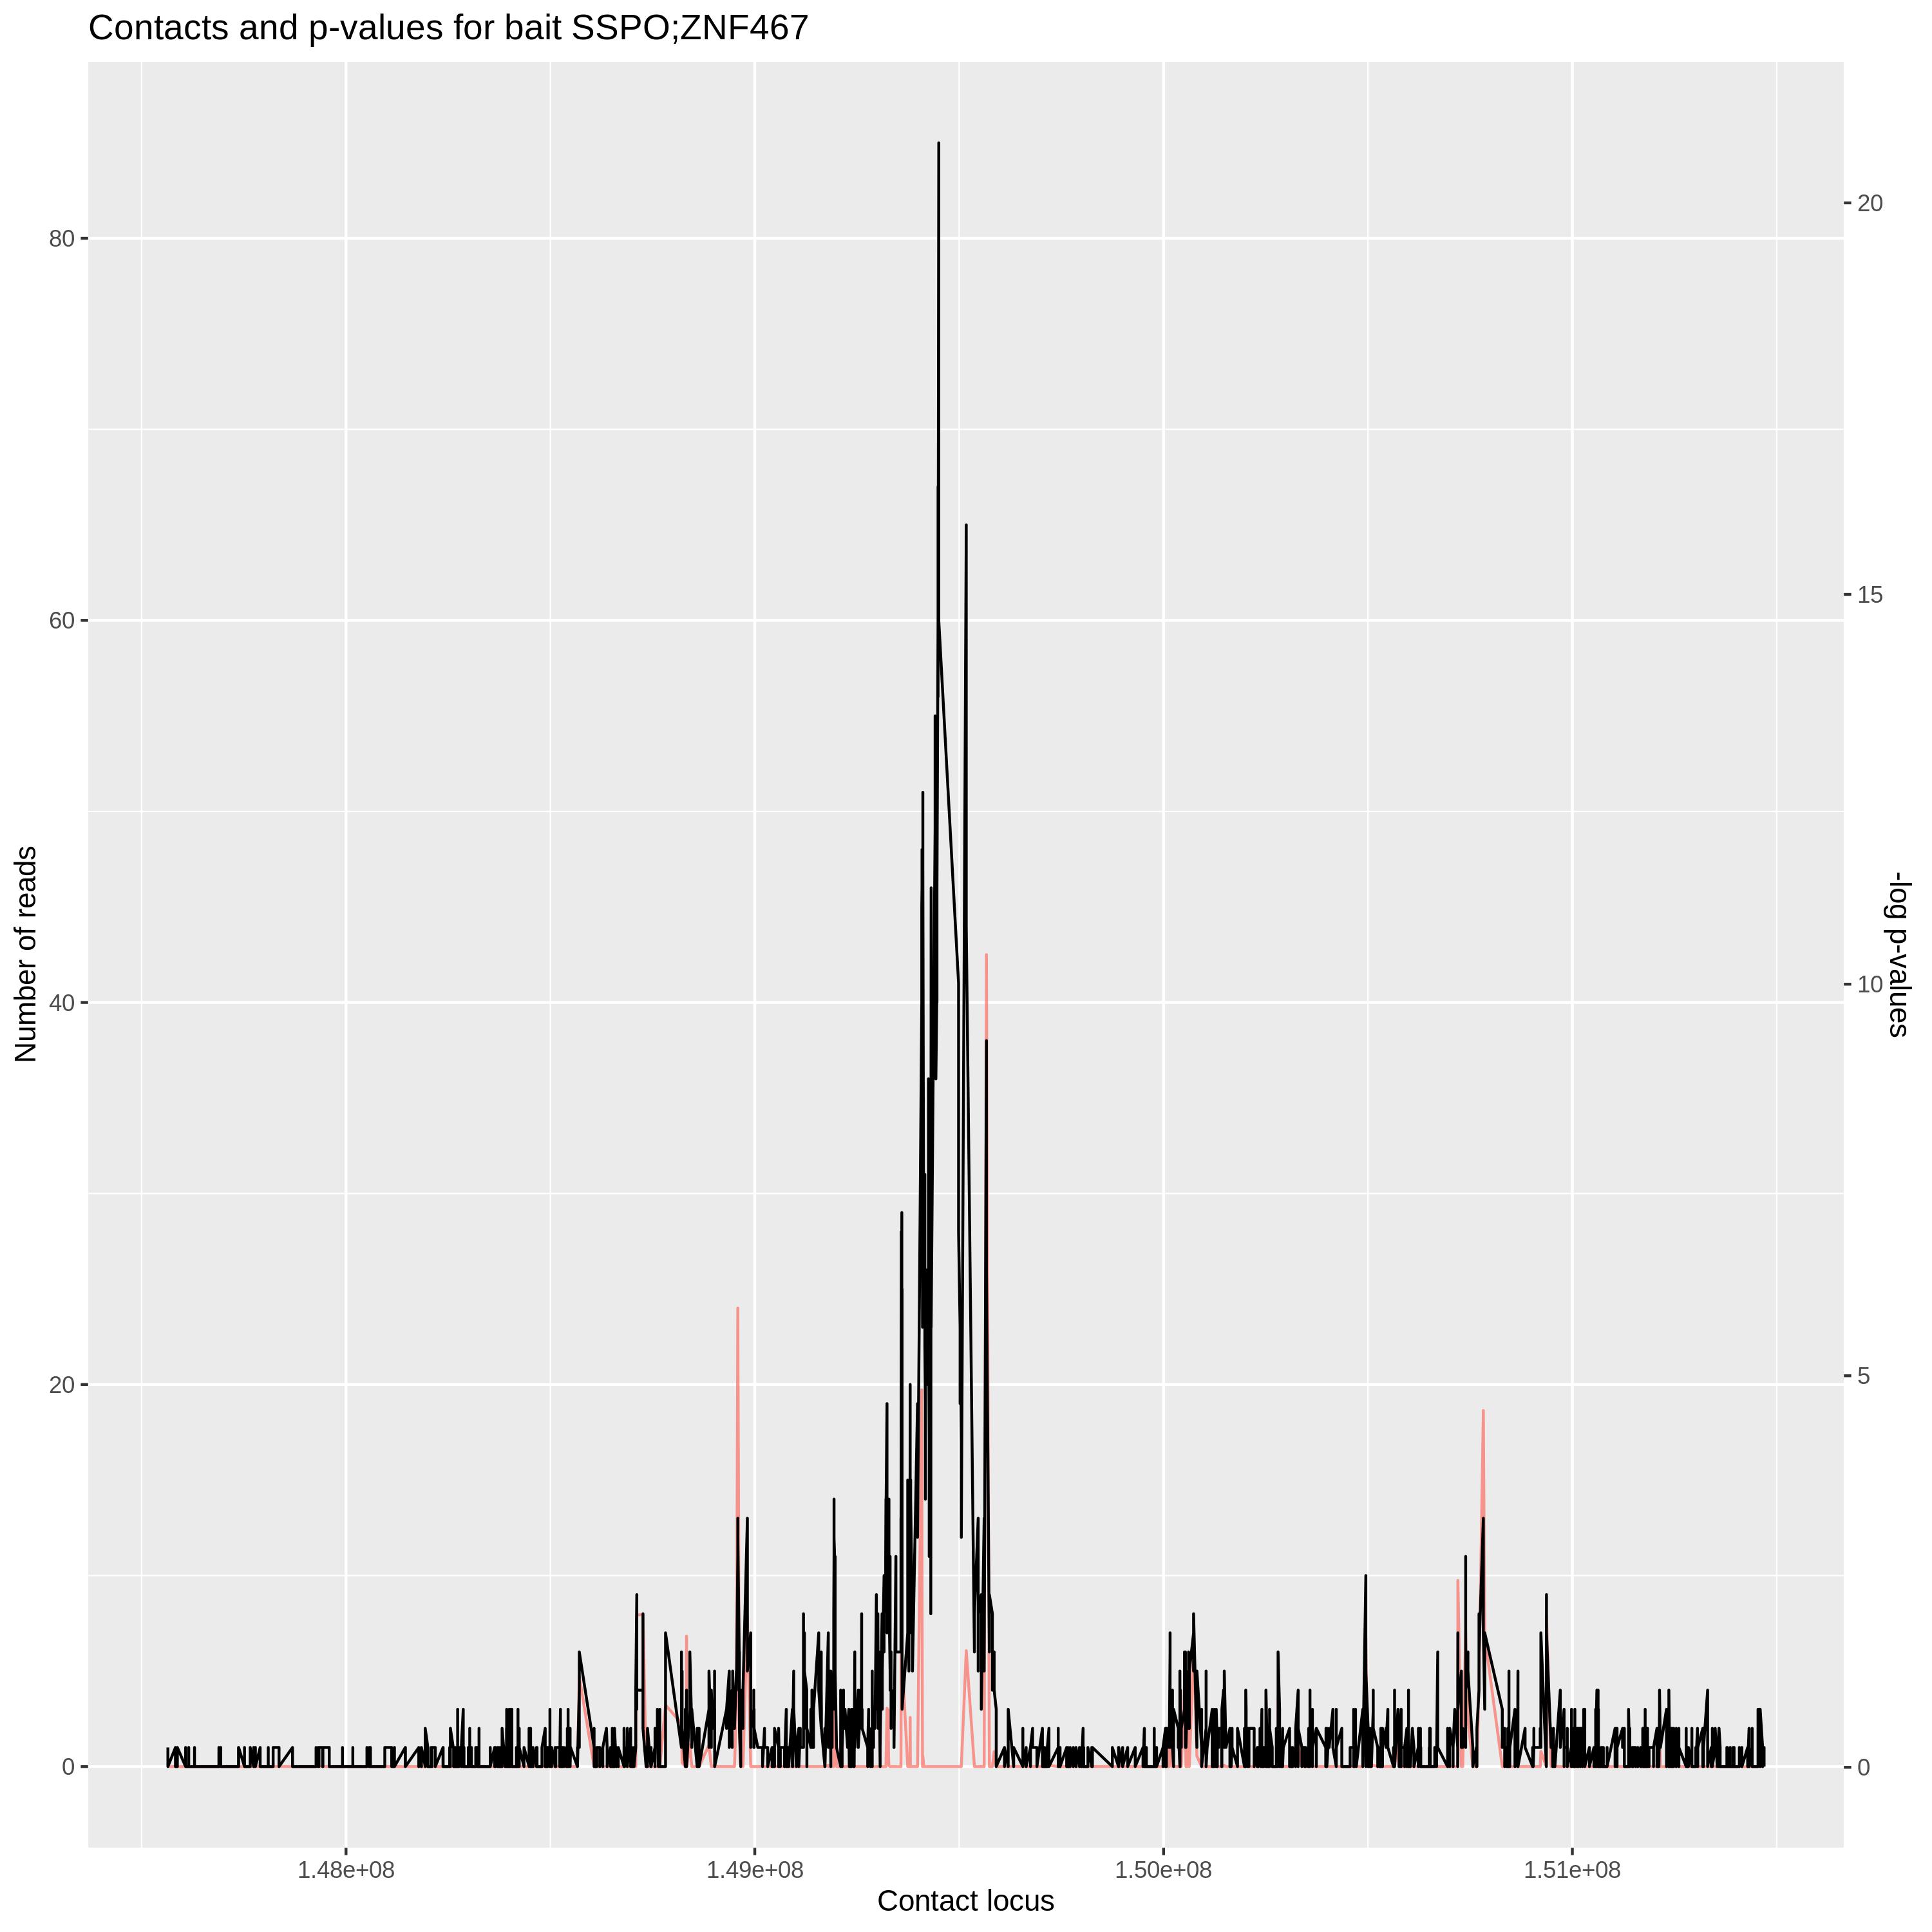 Contacts and p-values for bait SSPO;ZNF467
80
60
40
20
0
Number of reads
20
15
10
5
0
-log p-values
1.48e+08
1.49e+08
1.50e+08
1.51e+08
Contact locus